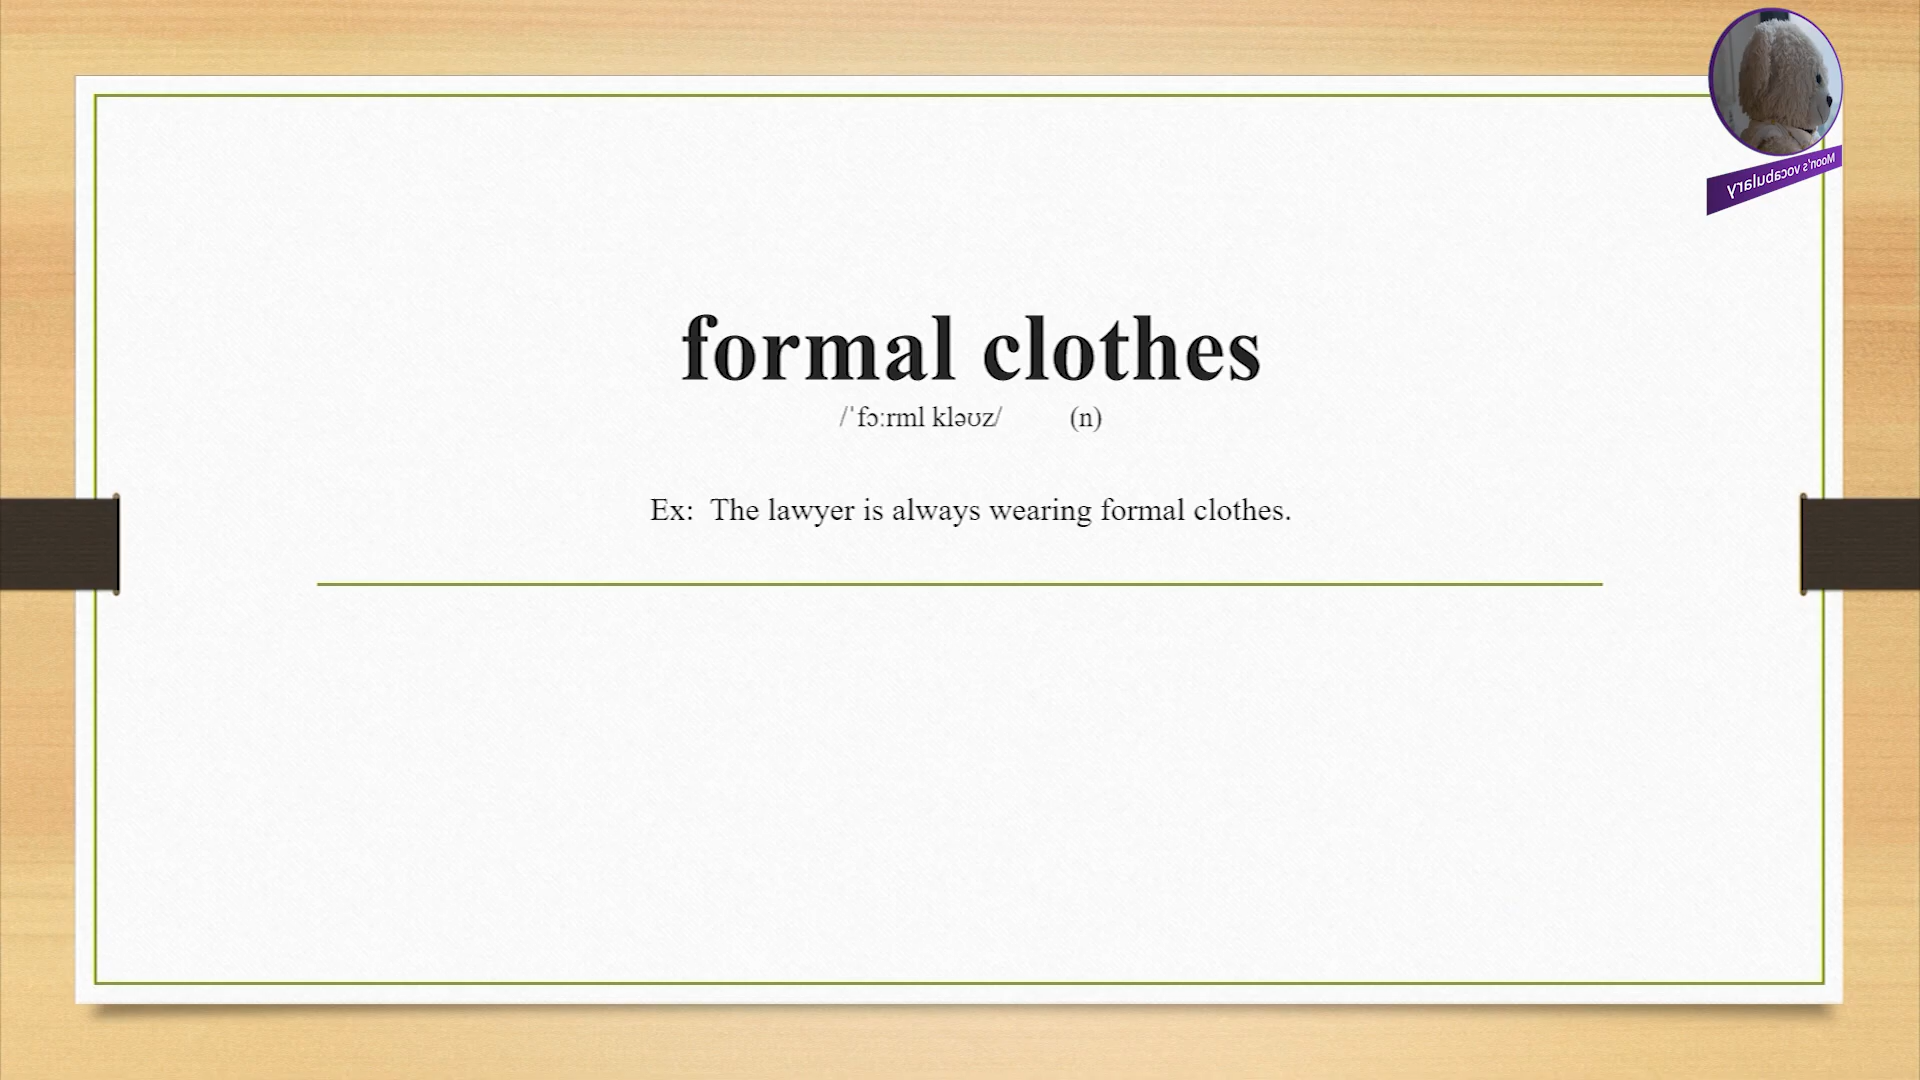 Moon's vocabulary
formal clothes
/ˈfɔːrml kləʊz/ (n)
Ex: The lawyer is always wearing formal clothes.